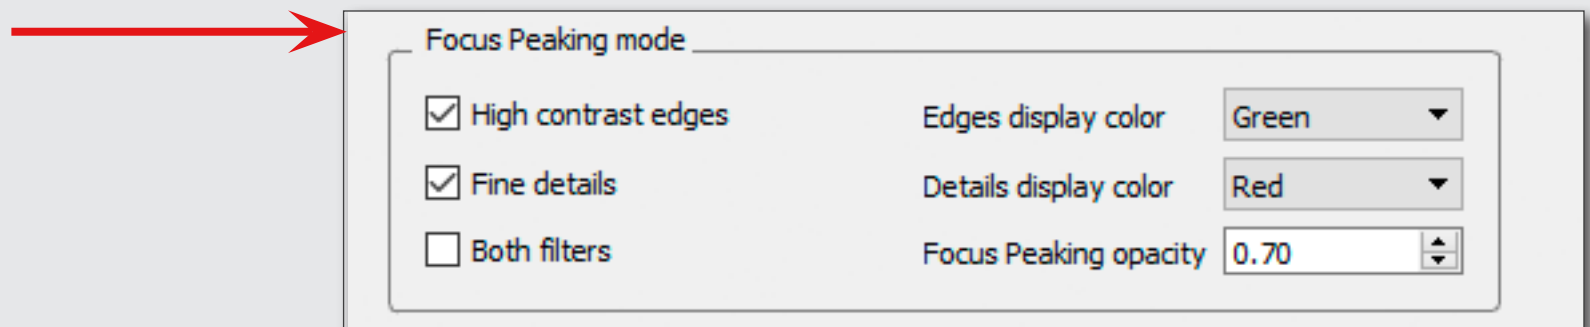 Focus Peaking mode
High contrast edges Edges display color Green
Fine details Details display color Red
Both filters Focus Peaking opacity 0.70